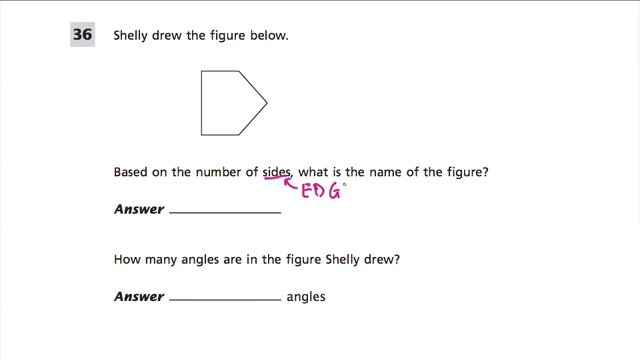 36 Shelly drew the figure below.
Based on the number of sides, what is the name of the figure?
EDG
Answer
How many angles are in the figure Shelly drew?
Answer angles